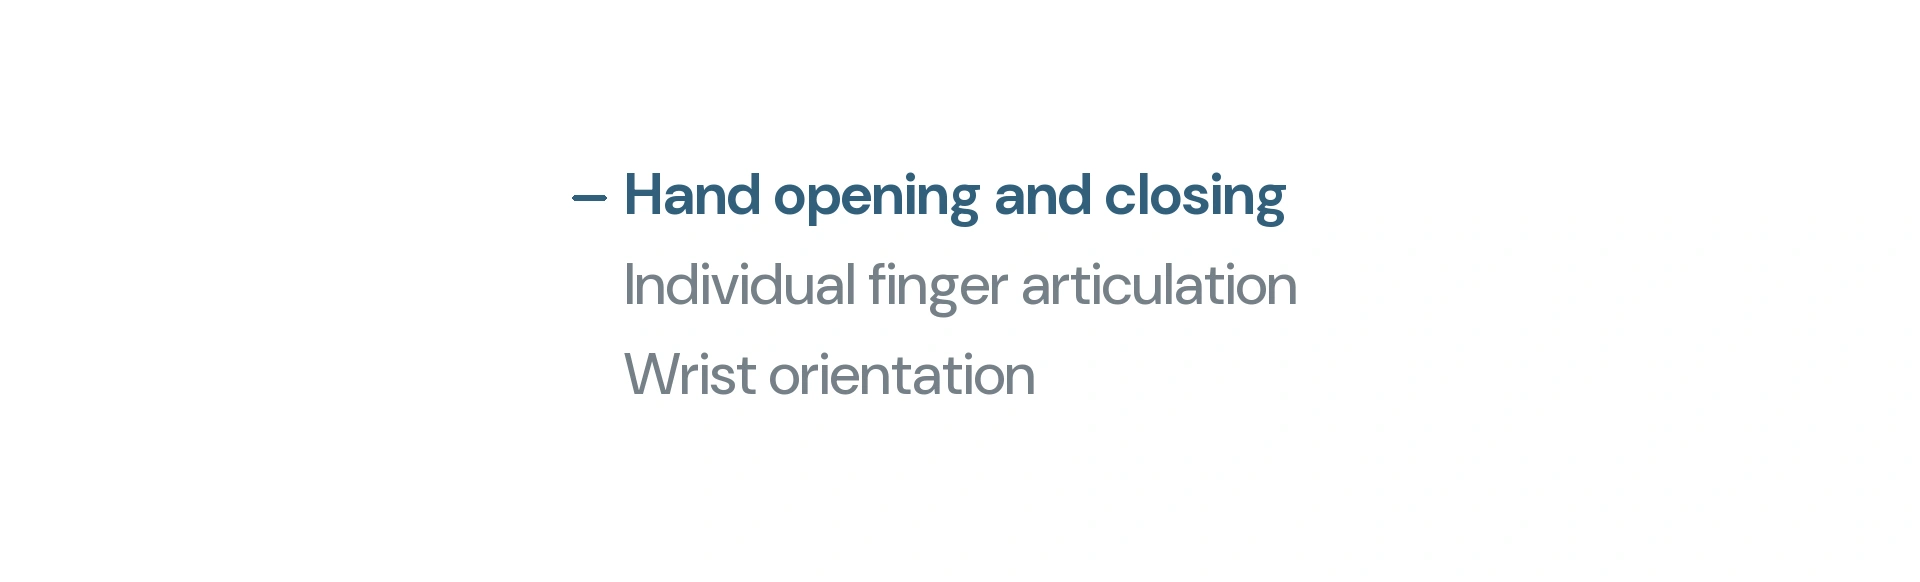 – Hand opening and closing
Individual finger articulation
Wrist orientation